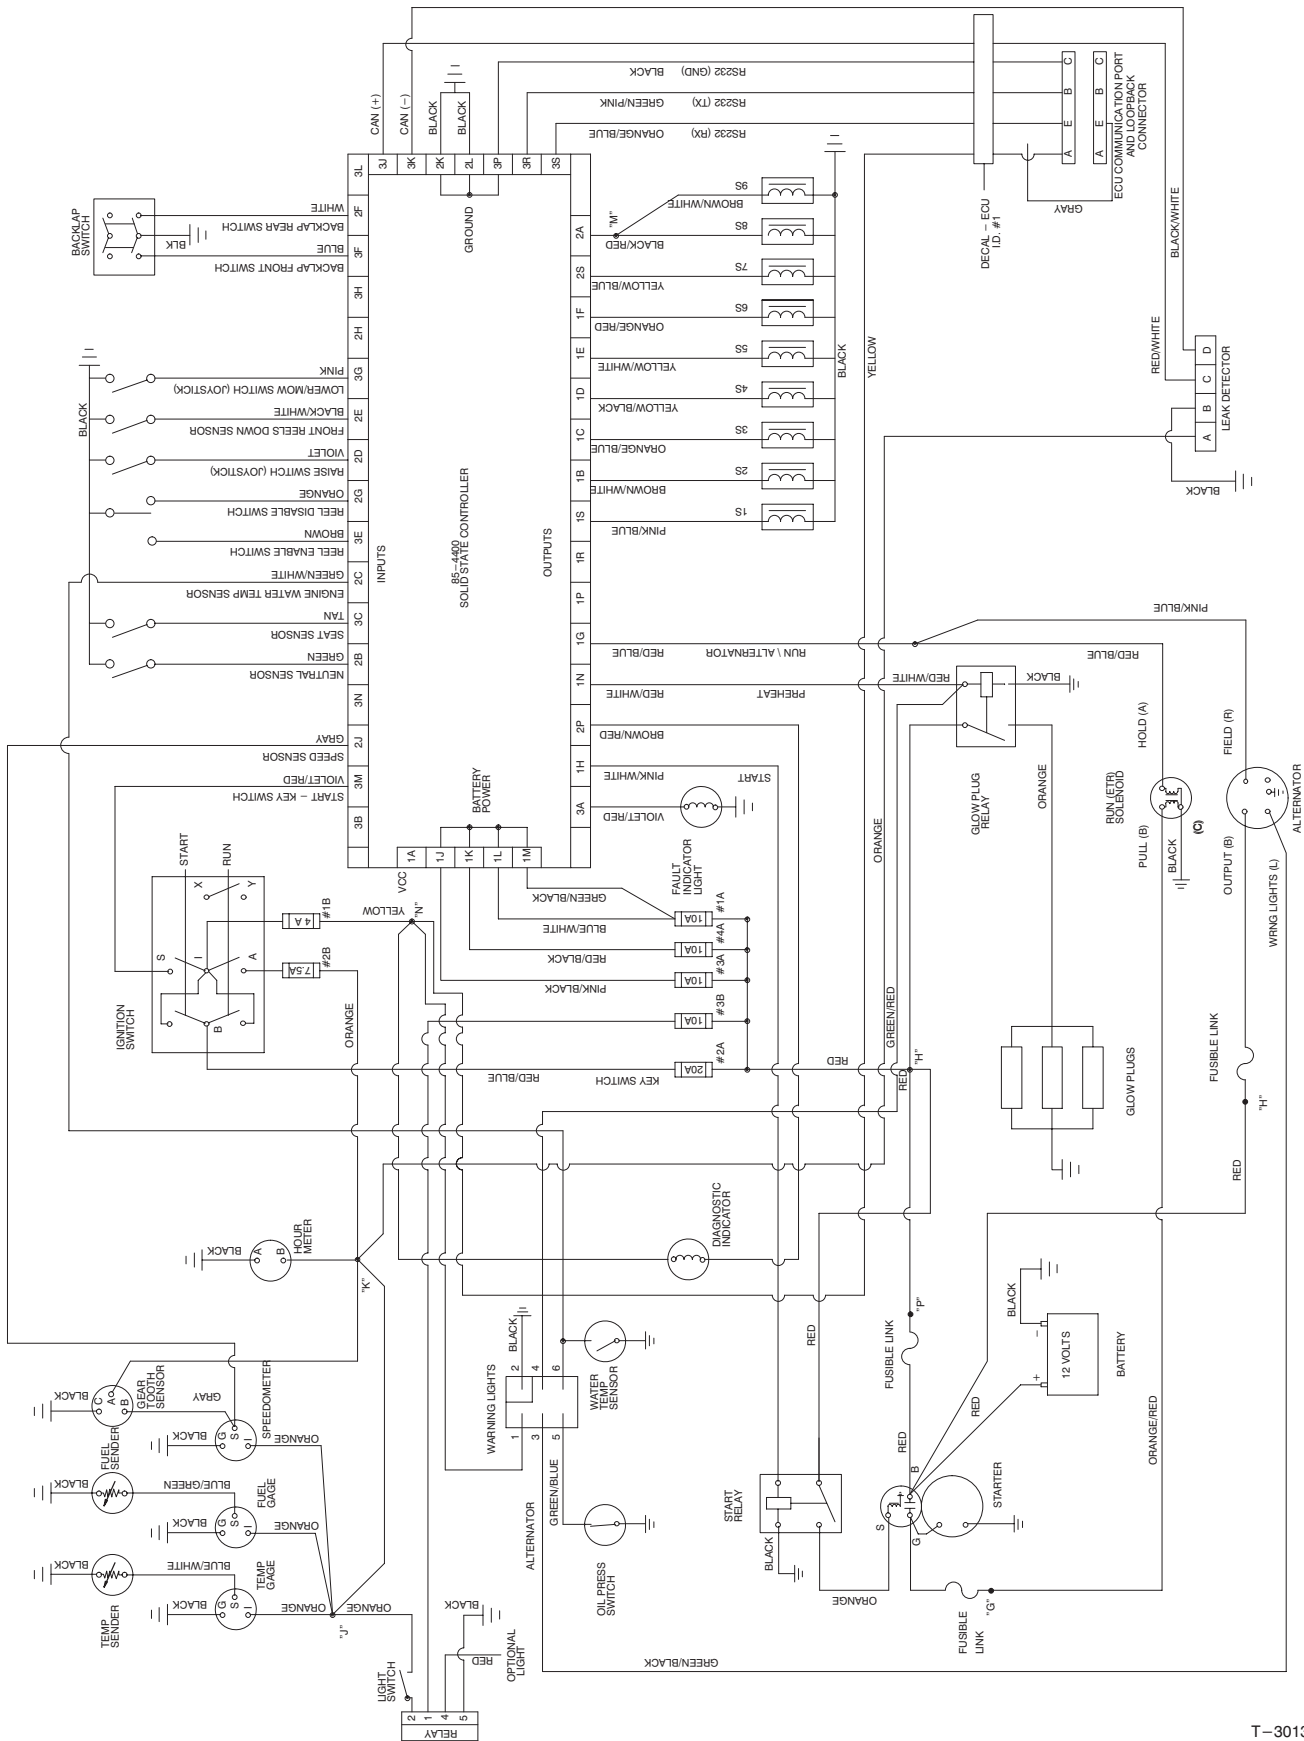 CAN (+)
CAN (−)
BLACK
BLACK
BLACK
RS232 (GND)
GREEN/PINK
RS232 (TX)
ORANGE/BLUE
RS232 (RX)
C
B
E
A
C
B
E
A
ECU COMMUNICATION PORT
AND LOOPBACK
CONNECTOR
GRAY
DECAL − ECU
I.D. #1
BLACK/WHITE
RED/WHITE
YELLOW
BACKLAP
SWITCH
WHITE
BACKLAP REAR SWITCH
BLK
BLUE
BACKLAP FRONT SWITCH
3L
3J
3K
2K
2L
3P
3R
3S
GROUND
2F
3F
3H
2H
3G
2E
2D
2G
3E
2C
3C
2B
3N
2J
3M
3B
INPUTS
PINK
LOWER/MOW SWITCH (JOYSTICK)
BLACK/WHITE
FRONT REELS DOWN SENSOR
VIOLET
RAISE SWITCH (JOYSTICK)
ORANGE
REEL DISABLE SWITCH
BROWN
REEL ENABLE SWITCH
GREEN/WHITE
ENGINE WATER TEMP SENSOR
TAN
SEAT SENSOR
GREEN
NEUTRAL SENSOR
GRAY
SPEED SENSOR
VIOLET/RED
START − KEY SWITCH
BLACK
85−4400
SOLID STATE CONTROLLER
OUTPUTS
2A
2S
1F
1E
1D
1C
1B
1S
1R
1P
1G
1N
2P
1H
3A
"M"
BROWN/WHITE
9S
BLACK/RED
8S
YELLOW/BLUE
7S
ORANGE/RED
6S
YELLOW/WHITE
5S
YELLOW/BLACK
4S
ORANGE/BLUE
3S
BROWN/WHITE
2S
PINK/BLUE
1S
BLACK
D
C
B
A
LEAK DETECTOR
BLACK
RED/BLUE
RUN \ ALTERNATOR
RED/WHITE
PREHEAT
RED/WHITE
BROWN/RED
PINK/WHITE
START
VIOLET/RED
FAULT
INDICATOR
LIGHT
PINK/BLUE
RED/BLUE
BLACK
GLOW PLUG
RELAY
ORANGE
ORANGE
HOLD (A)
RUN (ETR)
SOLENOID
PULL (B)
BLACK
(C)
FIELD (R)
OUTPUT (B)
WRNG LIGHTS (L)
ALTERNATOR
BATTERY
POWER
VCC
1A
1J
1K
1L
1M
GREEN/BLACK
BLUE/WHITE
RED/BLACK
PINK/BLACK
10A
#1A
10A
#4A
10A
#3A
10A
#3B
20A
#2A
RED/BLUE
KEY SWITCH
START
RUN
X
Y
S
I
A
B
IGNITION
SWITCH
4 A
#1B
7.5A
#2B
YELLOW
"N"
ORANGE
GREEN/RED
RED
RED
"H"
GLOW PLUGS
FUSIBLE LINK
"H"
RED
BLACK
A
B
HOUR
METER
"K"
DIAGNOSTIC
INDICATOR
RED
"P"
FUSIBLE LINK
BLACK
−
+
12 VOLTS
BATTERY
RED
RED
ORANGE/RED
BLACK
2
4
6
1
3
5
WARNING LIGHTS
WATER
TEMP
SENSOR
ALTERNATOR
GREEN/BLUE
OIL PRESS
SWITCH
START
RELAY
BLACK
ORANGE
S
B
G
STARTER
FUSIBLE
LINK
"G"
BLACK
C
A
B
GEAR
TOOTH
SENSOR
GRAY
BLACK
G
S
I
SPEEDOMETER
ORANGE
FUEL
SENDER
BLACK
BLUE/GREEN
BLACK
G
S
I
FUEL
GAGE
ORANGE
TEMP
SENDER
BLACK
BLUE/WHITE
BLACK
G
S
I
TEMP
GAGE
ORANGE
"J"
ORANGE
LIGHT
SWITCH
2
1
4
5
RELAY
BLACK
RED
OPTIONAL
LIGHT
GREEN/BLACK
T−3013